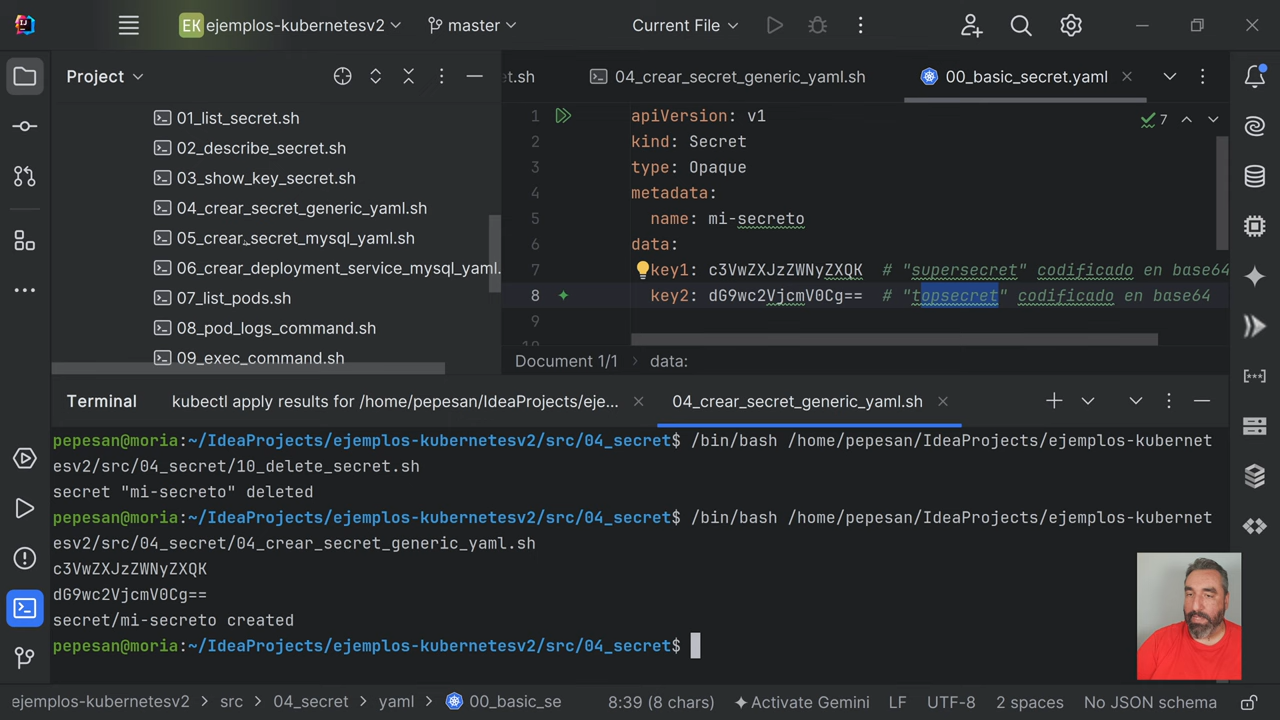 EK ejemplos-kubernetesv2 master Current File
Project
01_list_secret.sh
02_describe_secret.sh
03_show_key_secret.sh
04_crear_secret_generic_yaml.sh
05_crear_secret_mysql_yaml.sh
06_crear_deployment_service_mysql_yaml.
07_list_pods.sh
08_pod_logs_command.sh
09_exec_command.sh
et.sh 04_crear_secret_generic_yaml.sh 00_basic_secret.yaml
1 apiVersion: v1
2 kind: Secret
3 type: Opaque
4 metadata:
5 name: mi-secreto
6 data:
7 key1: c3VwZXJzZWNyZXQK # "supersecret" codificado en base64
8 key2: dG9wc2VjcmV0Cg== # "topsecret" codificado en base64
9
7
Document 1/1 data:
Terminal kubectl apply results for /home/pepesan/IdeaProjects/eje... 04_crear_secret_generic_yaml.sh
pepesan@moria:~/IdeaProjects/ejemplos-kubernetesv2/src/04_secret$ /bin/bash /home/pepesan/IdeaProjects/ejemplos-kubernet
esv2/src/04_secret/10_delete_secret.sh
secret "mi-secreto" deleted
pepesan@moria:~/IdeaProjects/ejemplos-kubernetesv2/src/04_secret$ /bin/bash /home/pepesan/IdeaProjects/ejemplos-kubernet
esv2/src/04_secret/04_crear_secret_generic_yaml.sh
c3VwZXJzZWNyZXQK
dG9wc2VjcmV0Cg==
secret/mi-secreto created
pepesan@moria:~/IdeaProjects/ejemplos-kubernetesv2/src/04_secret$
ejemplos-kubernetesv2 src 04_secret yaml 00_basic_se 8:39 (8 chars) Activate Gemini LF UTF-8 2 spaces No JSON schema